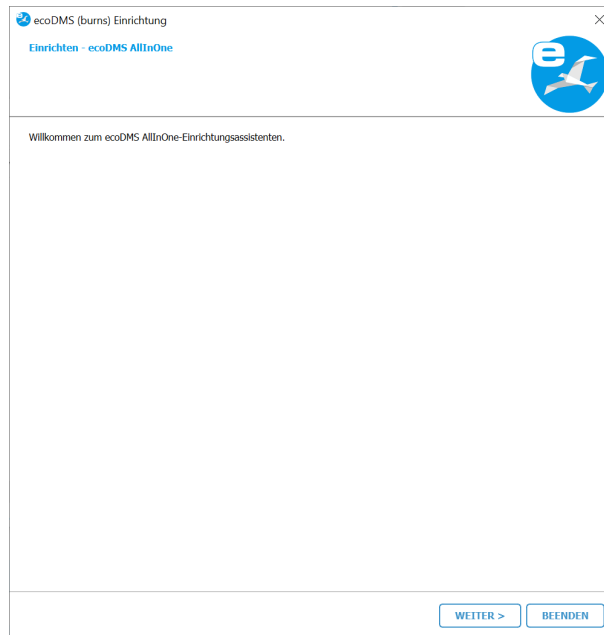 ecoDMS (burns) Einrichtung
Einrichten - ecoDMS AllInOne
e
Willkommen zum ecoDMS AllInOne-Einrichtungsassistenten.
WEITER >
BEENDEN